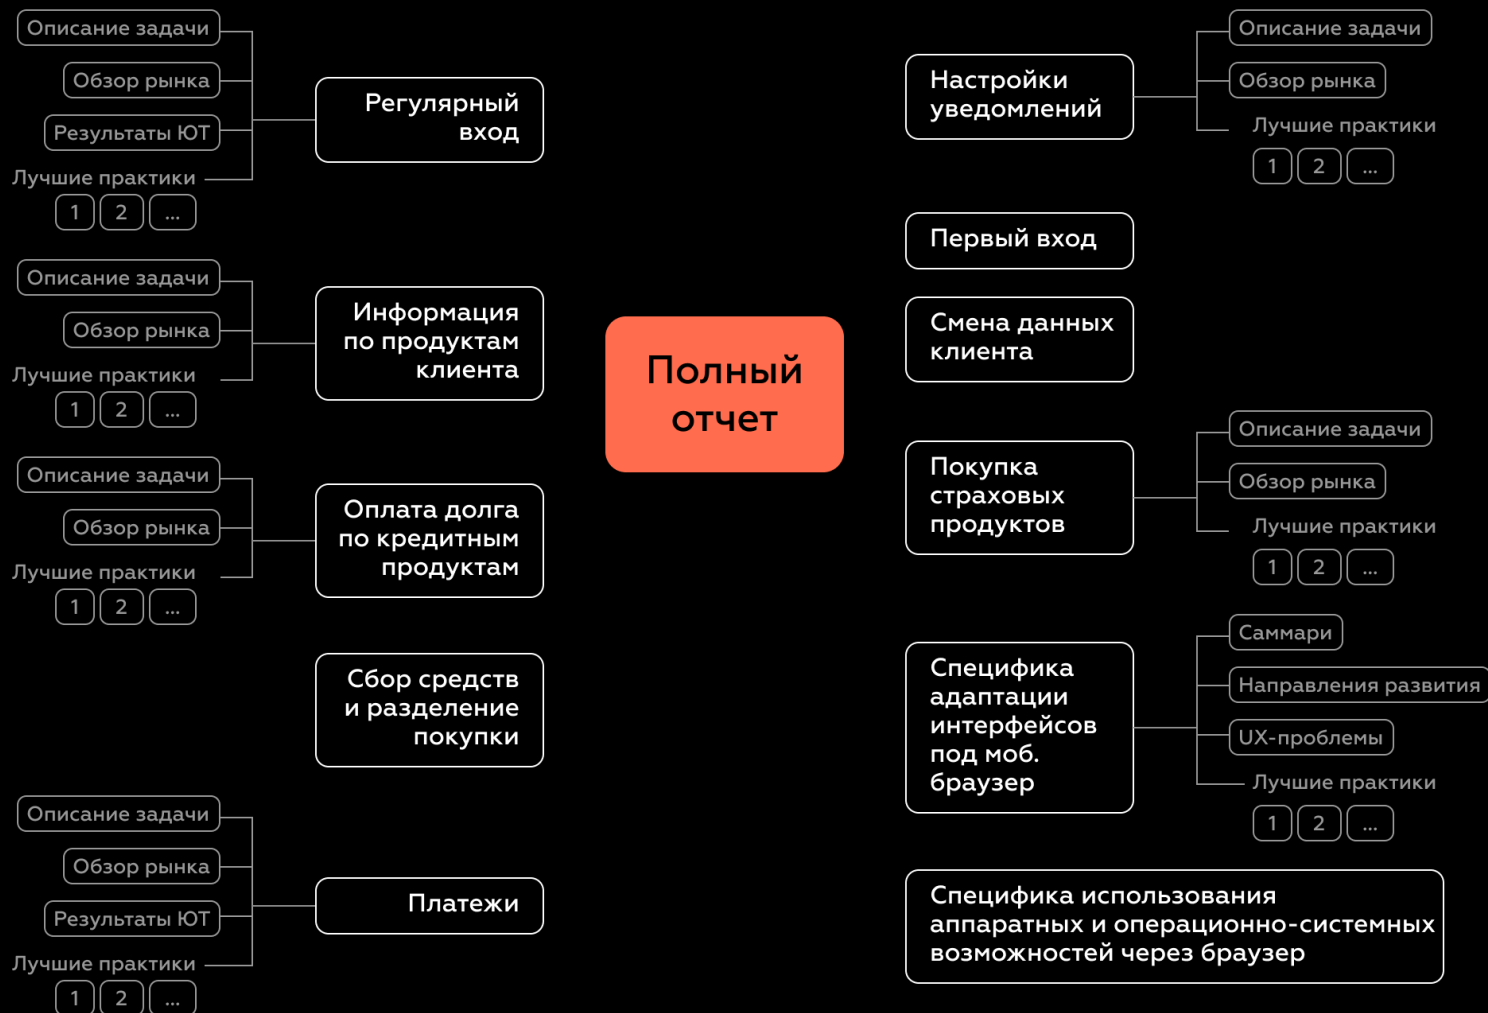 Описание задачи
Обзор рынка
Результаты ЮТ
Лучшие практики
1 2 ...
Регулярный
вход
Описание задачи
Обзор рынка
Лучшие практики
1 2 ...
Информация
по продуктам
клиента
Описание задачи
Обзор рынка
Лучшие практики
1 2 ...
Оплата долга
по кредитным
продуктам
Сбор средств
и разделение
покупки
Описание задачи
Обзор рынка
Результаты ЮТ
Лучшие практики
1 2 ...
Платежи
Полный
отчет
Настройки
уведомлений
Описание задачи
Обзор рынка
Лучшие практики
1 2 ...
Первый вход
Смена данных
клиента
Покупка
страховых
продуктов
Описание задачи
Обзор рынка
Лучшие практики
1 2 ...
Специфика
адаптации
интерфейсов
под моб.
браузер
Саммари
Направления развития
UX-проблемы
Лучшие практики
1 2 ...
Специфика использования
аппаратных и операционно-системных
возможностей через браузер